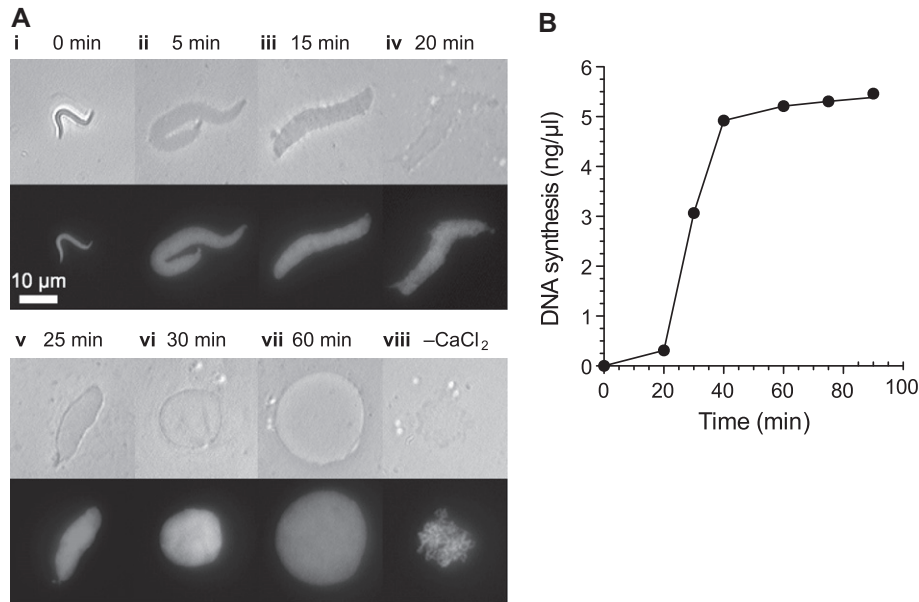 A
i 0 min ii 5 min iii 15 min iv 20 min
10 µm
v 25 min vi 30 min vii 60 min viii –CaCl₂
B
DNA synthesis (ng/µl)
6
5
4
3
2
1
0
0 20 40 60 80 100
Time (min)